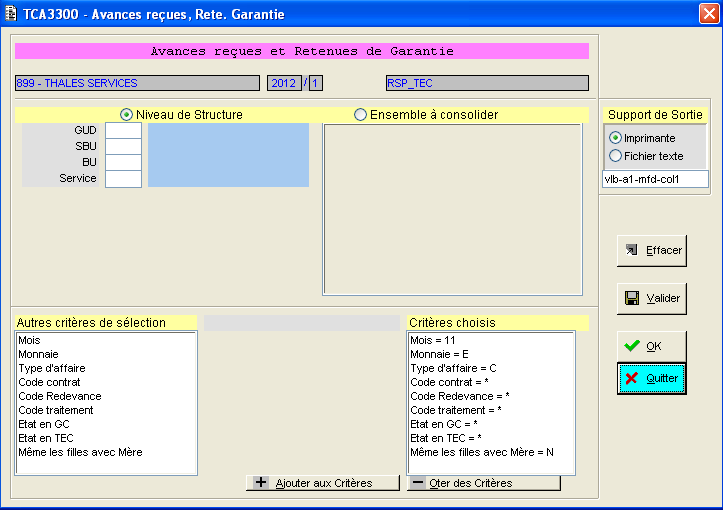 TCA3300 - Avances reçues, Rete. Garantie
Avances reçues et Retenues de Garantie
899 - THALES SERVICES 2012 / 1 RSP_TEC
Niveau de Structure
GUD
SBU
BU
Service
Ensemble à consolider
Support de Sortie
Imprimante
Fichier texte
vlb-a1-mfd-col1
Effacer
Valider
OK
Quitter
Autres critères de sélection
Mois
Monnaie
Type d'affaire
Code contrat
Code Redevance
Code traitement
Etat en GC
Etat en TEC
Même les filles avec Mère
Critères choisis
Mois = 11
Monnaie = E
Type d'affaire = C
Code contrat = *
Code Redevance = *
Code traitement = *
Etat en GC = *
Etat en TEC = *
Même les filles avec Mère = N
Ajouter aux Critères
Oter des Critères